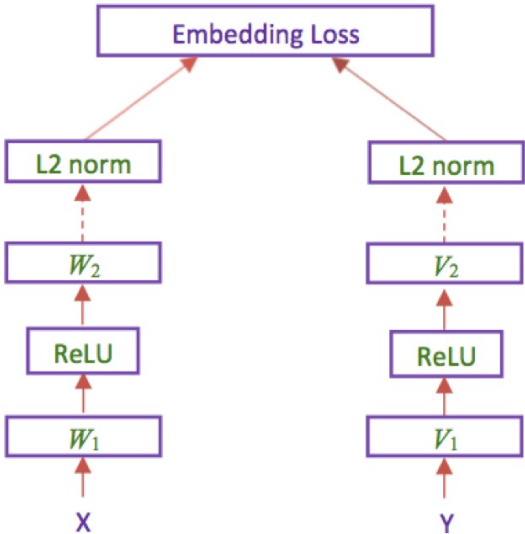 Embedding Loss
L2 norm L2 norm
W₂ V₂
ReLU ReLU
W₁ V₁
X Y